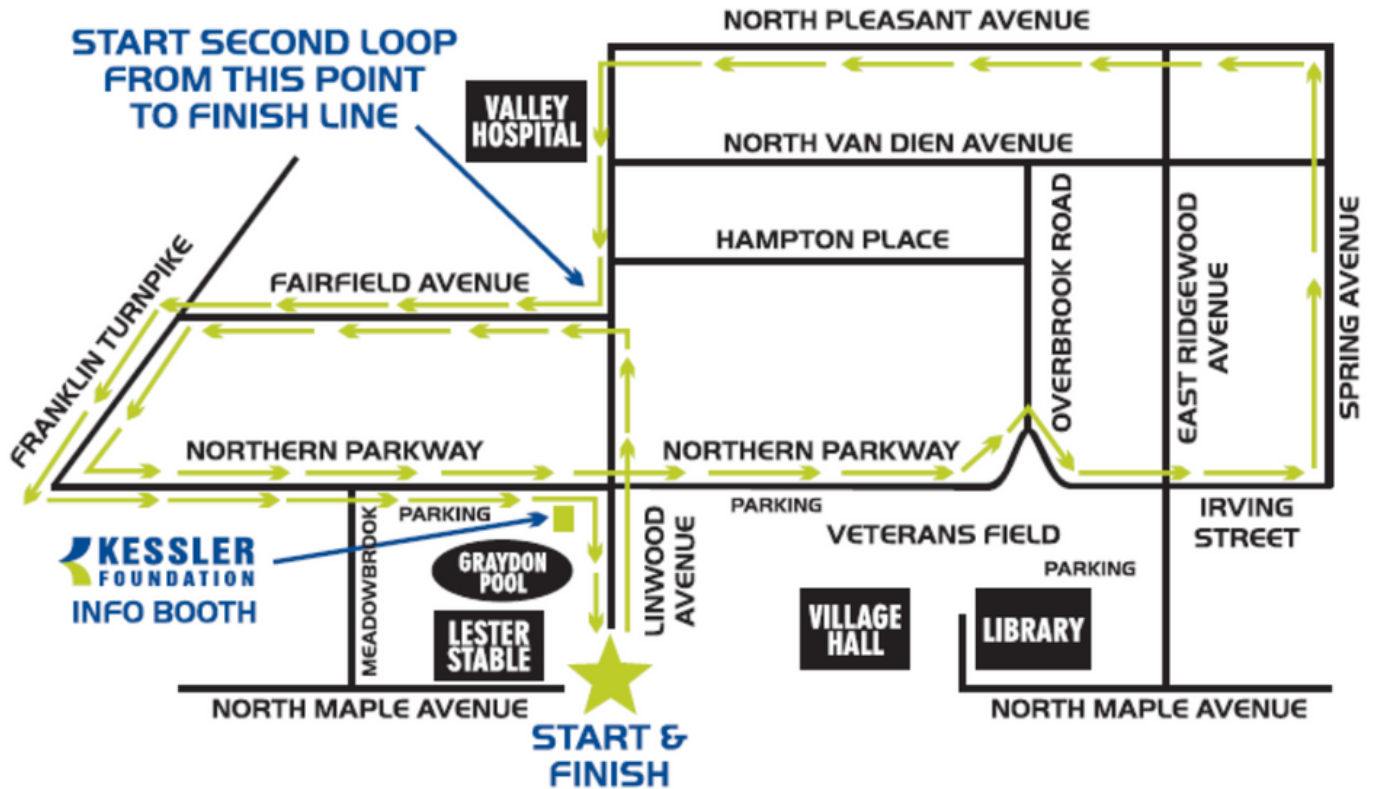 NORTH PLEASANT AVENUE
START SECOND LOOP
FROM THIS POINT
TO FINISH LINE
VALLEY
HOSPITAL
NORTH VAN DIEN AVENUE
HAMPTON PLACE
OVERBROOK ROAD
EAST RIDGEWOOD
AVENUE
SPRING AVENUE
FAIRFIELD AVENUE
FRANKLIN TURNPIKE
NORTHERN PARKWAY
NORTHERN PARKWAY
PARKING
PARKING
IRVING
STREET
VETERANS FIELD
PARKING
KESSLER
FOUNDATION
INFO BOOTH
MEADOWBROOK
GRAYDON
POOL
LINWOOD
AVENUE
LESTER
STABLE
VILLAGE
HALL
LIBRARY
NORTH MAPLE AVENUE
NORTH MAPLE AVENUE
START &
FINISH